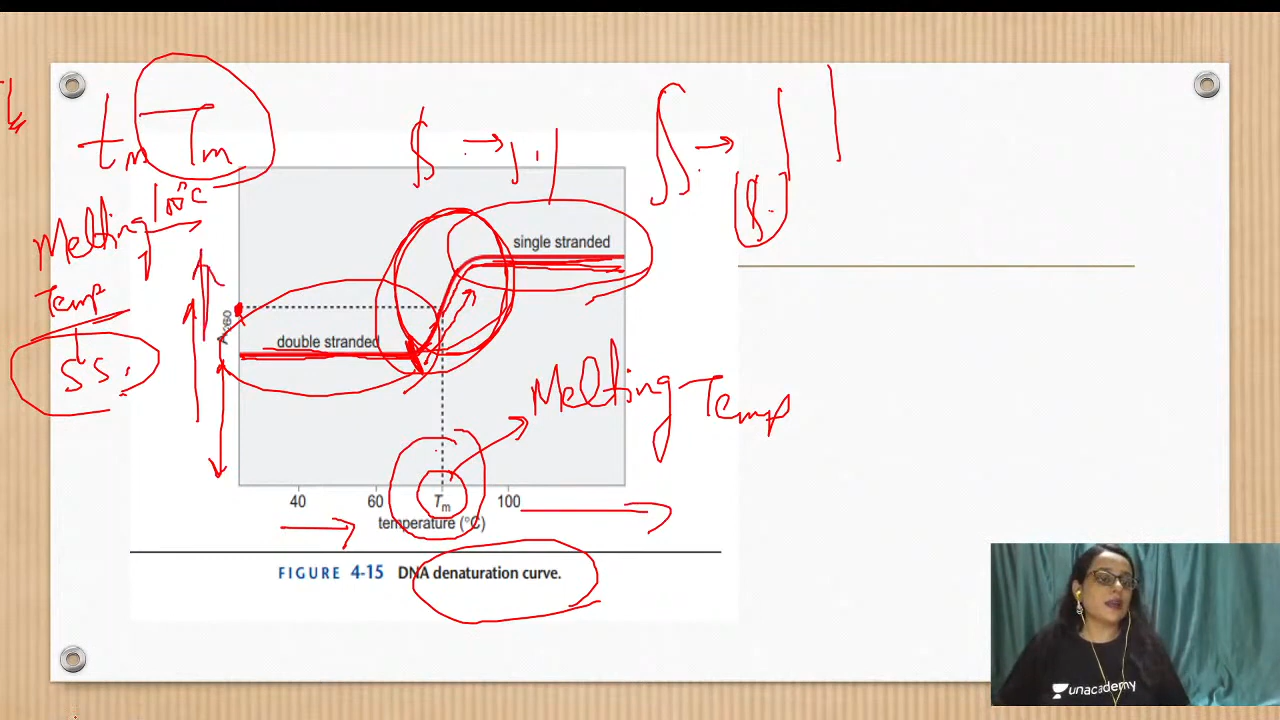 tm Tm
100°C
Melting
Temp
SS.
single stranded
A260
double stranded
Melting Temp
40 60 Tm 100
temperature (°C)
FIGURE 4-15 DNA denaturation curve.
unacademy